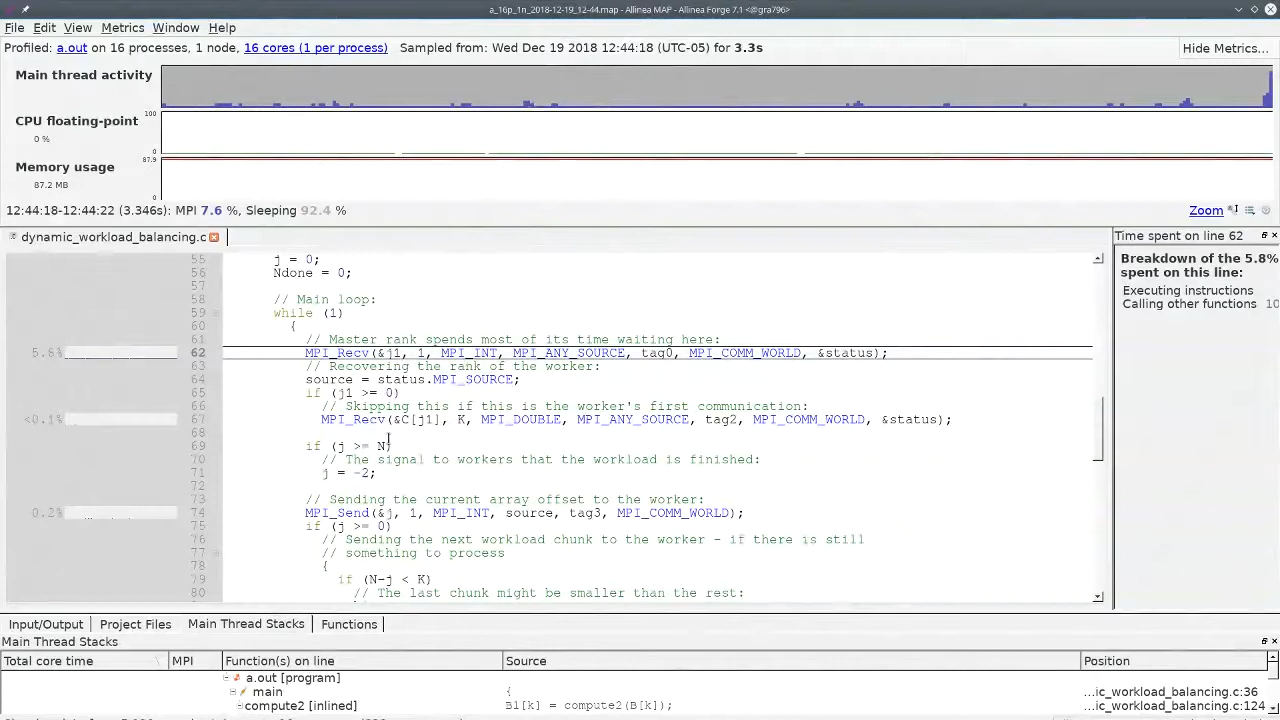 a_16p_1n_2018-12-19_12-44.map - Alinea MAP - Alinea Forge 7.1 <@gra796>
File Edit View Metrics Window Help
Profiled: a.out on 16 processes, 1 node, 16 cores (1 per process) Sampled from: Wed Dec 19 2018 12:44:18 (UTC-05) for 3.3s Hide Metrics...
Main thread activity
CPU floating-point 100
0 %
0
Memory usage 87.9
87.2 MB
0
12:44:18-12:44:22 (3.346s): MPI 7.6 %, Sleeping 92.4 % Zoom
dynamic_workload_balancing.c Time spent on line 62
Breakdown of the 5.8%
spent on this line:
Executing instructions
Calling other functions 10
55 j = 0;
56 Ndone = 0;
57
58 // Main loop:
59 while (1)
60 {
61 // Master rank spends most of its time waiting here:
5.8% 62 MPI_Recv(&j1, 1, MPI_INT, MPI_ANY_SOURCE, tag0, MPI_COMM_WORLD, &status);
63 // Recovering the rank of the worker:
64 source = status.MPI_SOURCE;
65 if (j1 >= 0)
66 // Skipping this if this is the worker's first communication:
<0.1% 67 MPI_Recv(&C[j1], K, MPI_DOUBLE, MPI_ANY_SOURCE, tag2, MPI_COMM_WORLD, &status);
68
69 if (j >= N)
70 // The signal to workers that the workload is finished:
71 j = -2;
72
73 // Sending the current array offset to the worker:
0.2% 74 MPI_Send(&j, 1, MPI_INT, source, tag3, MPI_COMM_WORLD);
75 if (j >= 0)
76 // Sending the next workload chunk to the worker - if there is still
77 // something to process
78 {
79 if (N-j < K)
80 // The last chunk might be smaller than the rest:
Input/Output Project Files Main Thread Stacks Functions
Main Thread Stacks
Total core time MPI Function(s) on line Source Position
a.out [program]
main { ...ic_workload_balancing.c:36
compute2 [inlined] B1[k] = compute2(B[k]); ...ic_workload_balancing.c:124